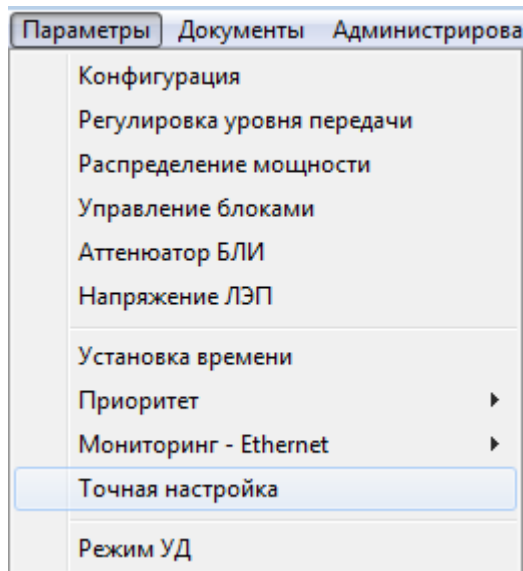 Параметры Документы Администрирова
Конфигурация
Регулировка уровня передачи
Распределение мощности
Управление блоками
Аттенюатор БЛИ
Напряжение ЛЭП
Установка времени
Приоритет
Мониторинг - Ethernet
Точная настройка
Режим УД